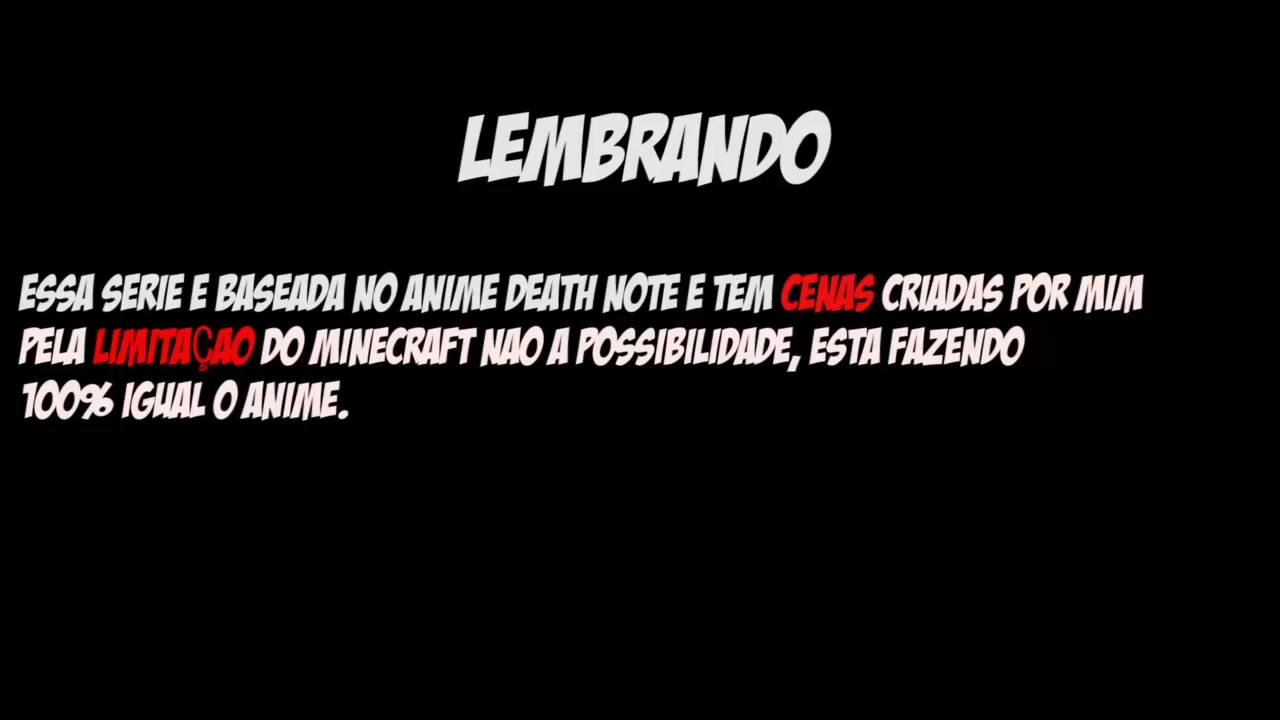 LEMBRANDO
ESSA SERIE E BASEADA NO ANIME DEATH NOTE E TEM CENAS CRIADAS POR MIM
PELA LIMITAÇAO DO MINECRAFT NAO A POSSIBILIDADE, ESTA FAZENDO
100% IGUAL O ANIME.